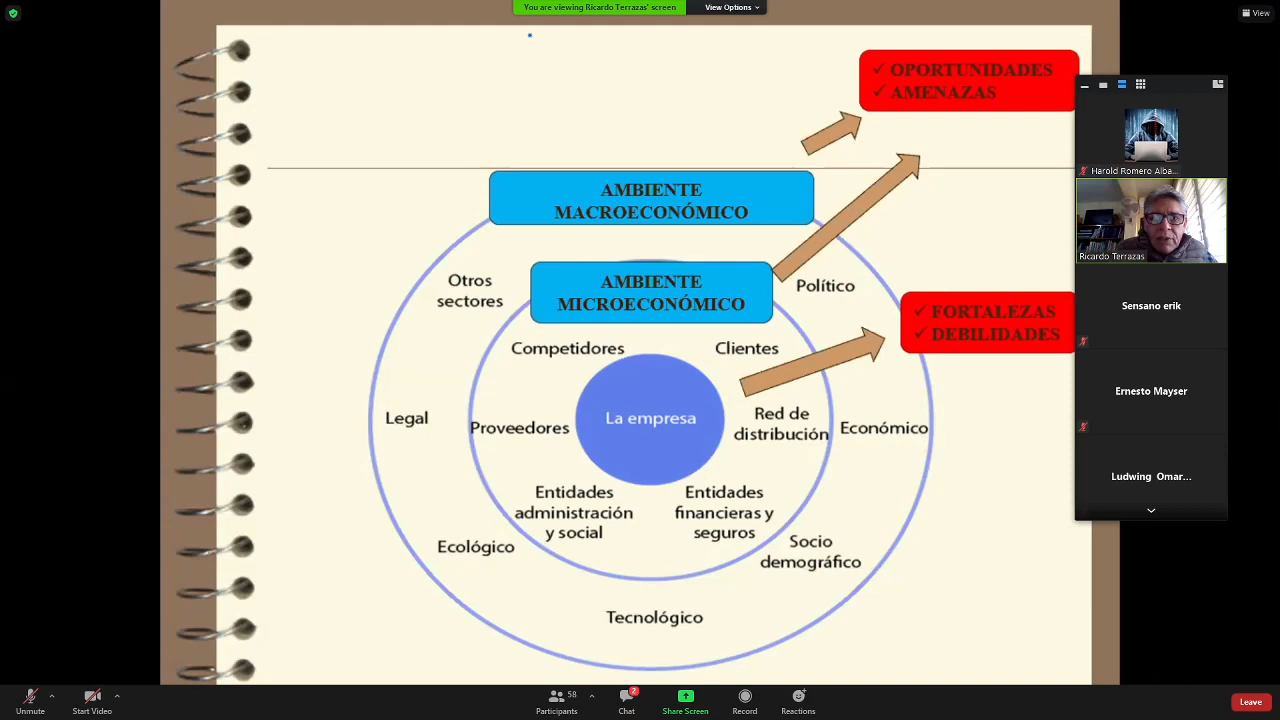 You are viewing Ricardo Terrazas' screen
View Options
View
OPORTUNIDADES
AMENAZAS
AMBIENTE
MACROECONÓMICO
AMBIENTE
MICROECONÓMICO
FORTALEZAS
DEBILIDADES
Otros
sectores
Político
Competidores
Clientes
Legal
Proveedores
La empresa
Red de
distribución
Económico
Entidades
administración
y social
Entidades
financieras y
seguros
Ecológico
Socio
demográfico
Tecnológico
Harold Romero Alba...
Ricardo Terrazas
Sensano erik
Ernesto Mayser
Ludwing Omar...
Unmute
Start Video
58
Participants
2
Chat
Share Screen
Record
Reactions
Leave